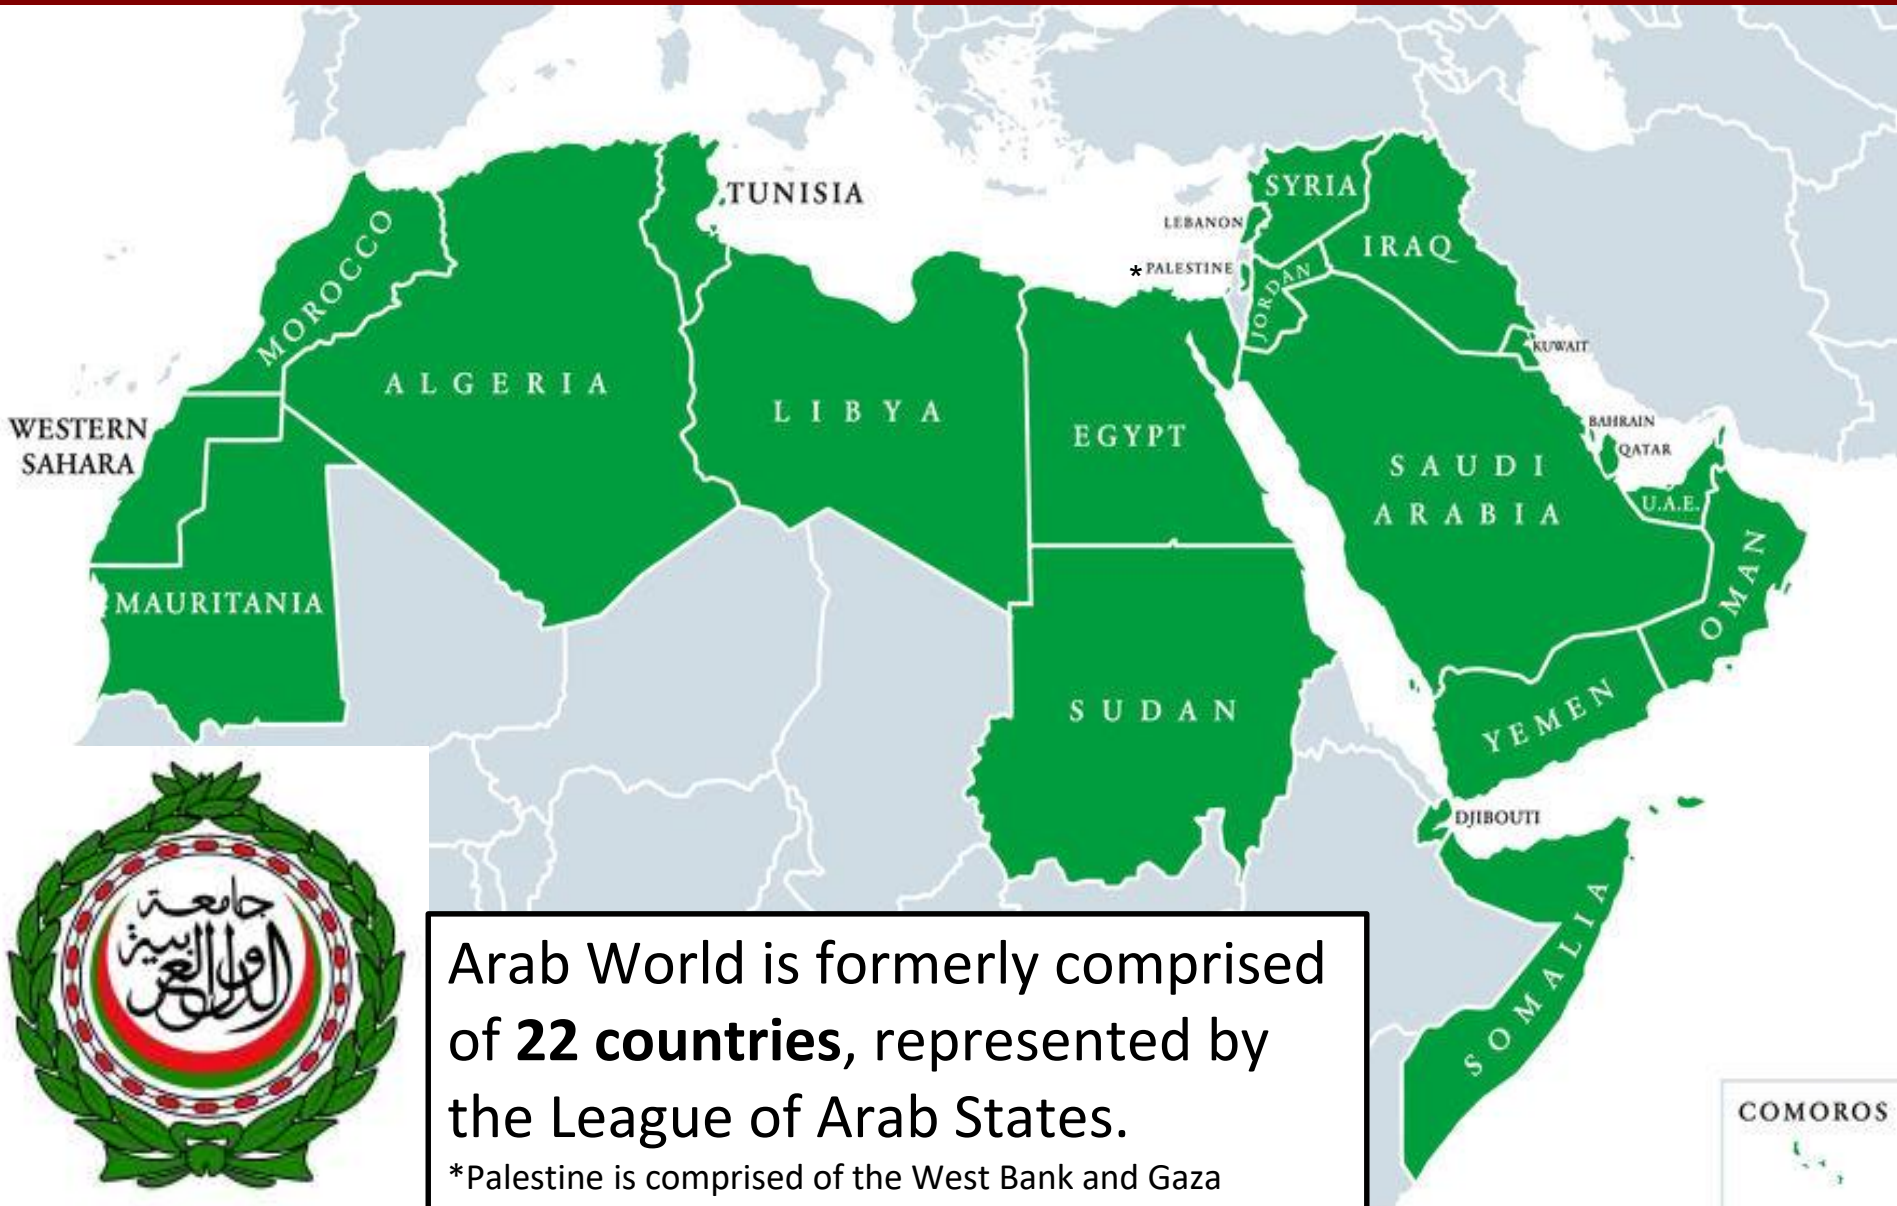 TUNISIA
SYRIA
LEBANON
IRAQ
* PALESTINE
JORDAN
MOROCCO
KUWAIT
ALGERIA
LIBYA
EGYPT
BAHRAIN
QATAR
WESTERN
SAHARA
SAUDI
ARABIA
U.A.E.
OMAN
MAURITANIA
SUDAN
YEMEN
DJIBOUTI
SOMALIA
جامعة
الدول العربية
Arab World is formerly comprised
of 22 countries, represented by
the League of Arab States.
*Palestine is comprised of the West Bank and Gaza
COMOROS